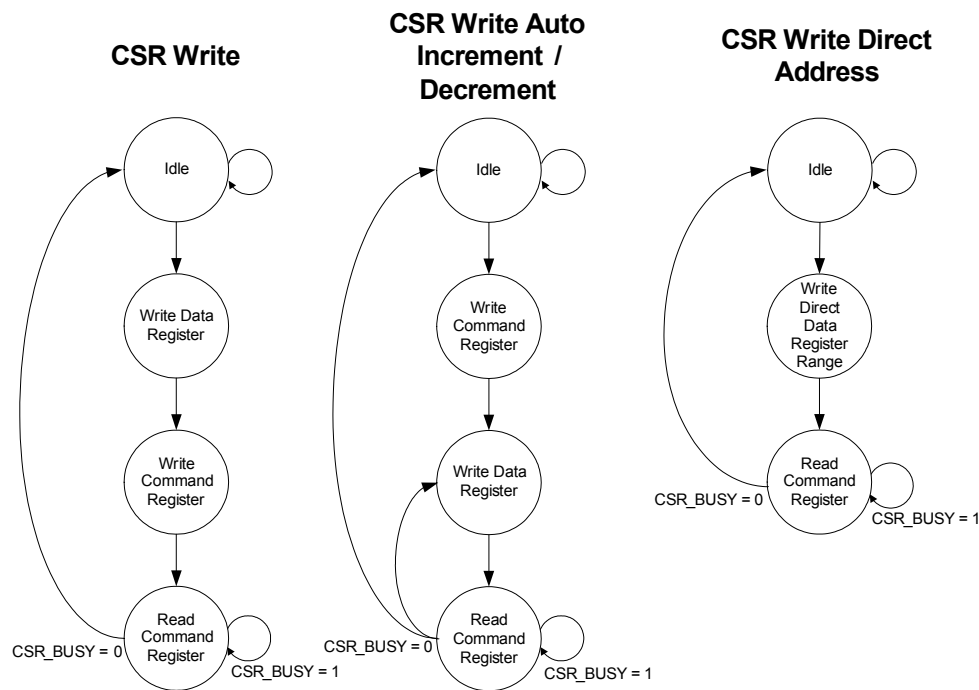 CSR Write
Idle
Write Data
Register
Write
Command
Register
Read
Command
Register
CSR_BUSY = 0
CSR_BUSY = 1
CSR Write Auto
Increment /
Decrement
Idle
Write
Command
Register
Write Data
Register
Read
Command
Register
CSR_BUSY = 0
CSR_BUSY = 1
CSR Write Direct
Address
Idle
Write
Direct
Data
Register
Range
Read
Command
Register
CSR_BUSY = 0
CSR_BUSY = 1